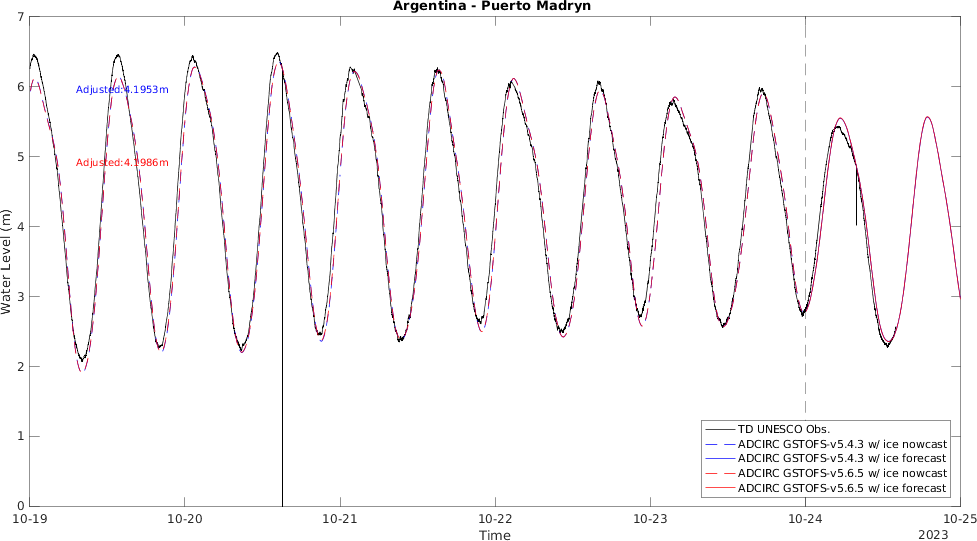 Argentina - Puerto Madryn
7
6
5
4
3
2
1
0
Water Level (m)
Adjusted:4.1953m
Adjusted:4.1986m
TD UNESCO Obs.
ADCIRC GSTOFS-v5.4.3 w/ ice nowcast
ADCIRC GSTOFS-v5.4.3 w/ ice forecast
ADCIRC GSTOFS-v5.6.5 w/ ice nowcast
ADCIRC GSTOFS-v5.6.5 w/ ice forecast
10-19 10-20 10-21 10-22 10-23 10-24 10-25
Time
2023